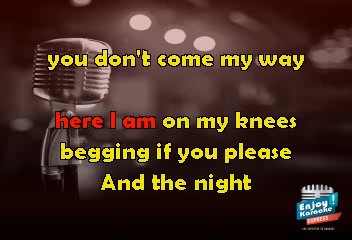 you don't come my way
here I am on my knees
begging if you please
And the night
Enjoy
Karaoke
EXPRESS